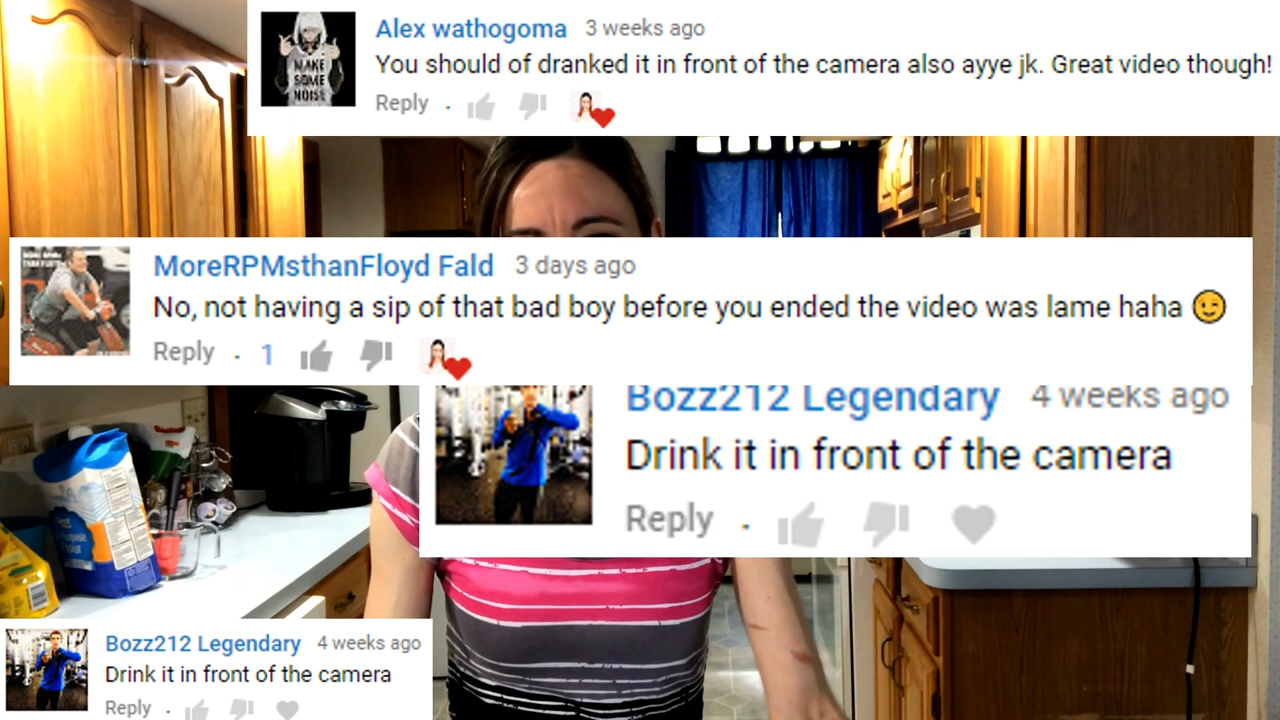 Alex wathogoma 3 weeks ago
You should of dranked it in front of the camera also ayye jk. Great video though!
Reply
MAKE
SOME
NOISE
MoreRPMsthanFloyd Fald 3 days ago
No, not having a sip of that bad boy before you ended the video was lame haha 😉
Reply 1
Bozz212 Legendary 4 weeks ago
Drink it in front of the camera
Reply
Bozz212 Legendary 4 weeks ago
Drink it in front of the camera
Reply